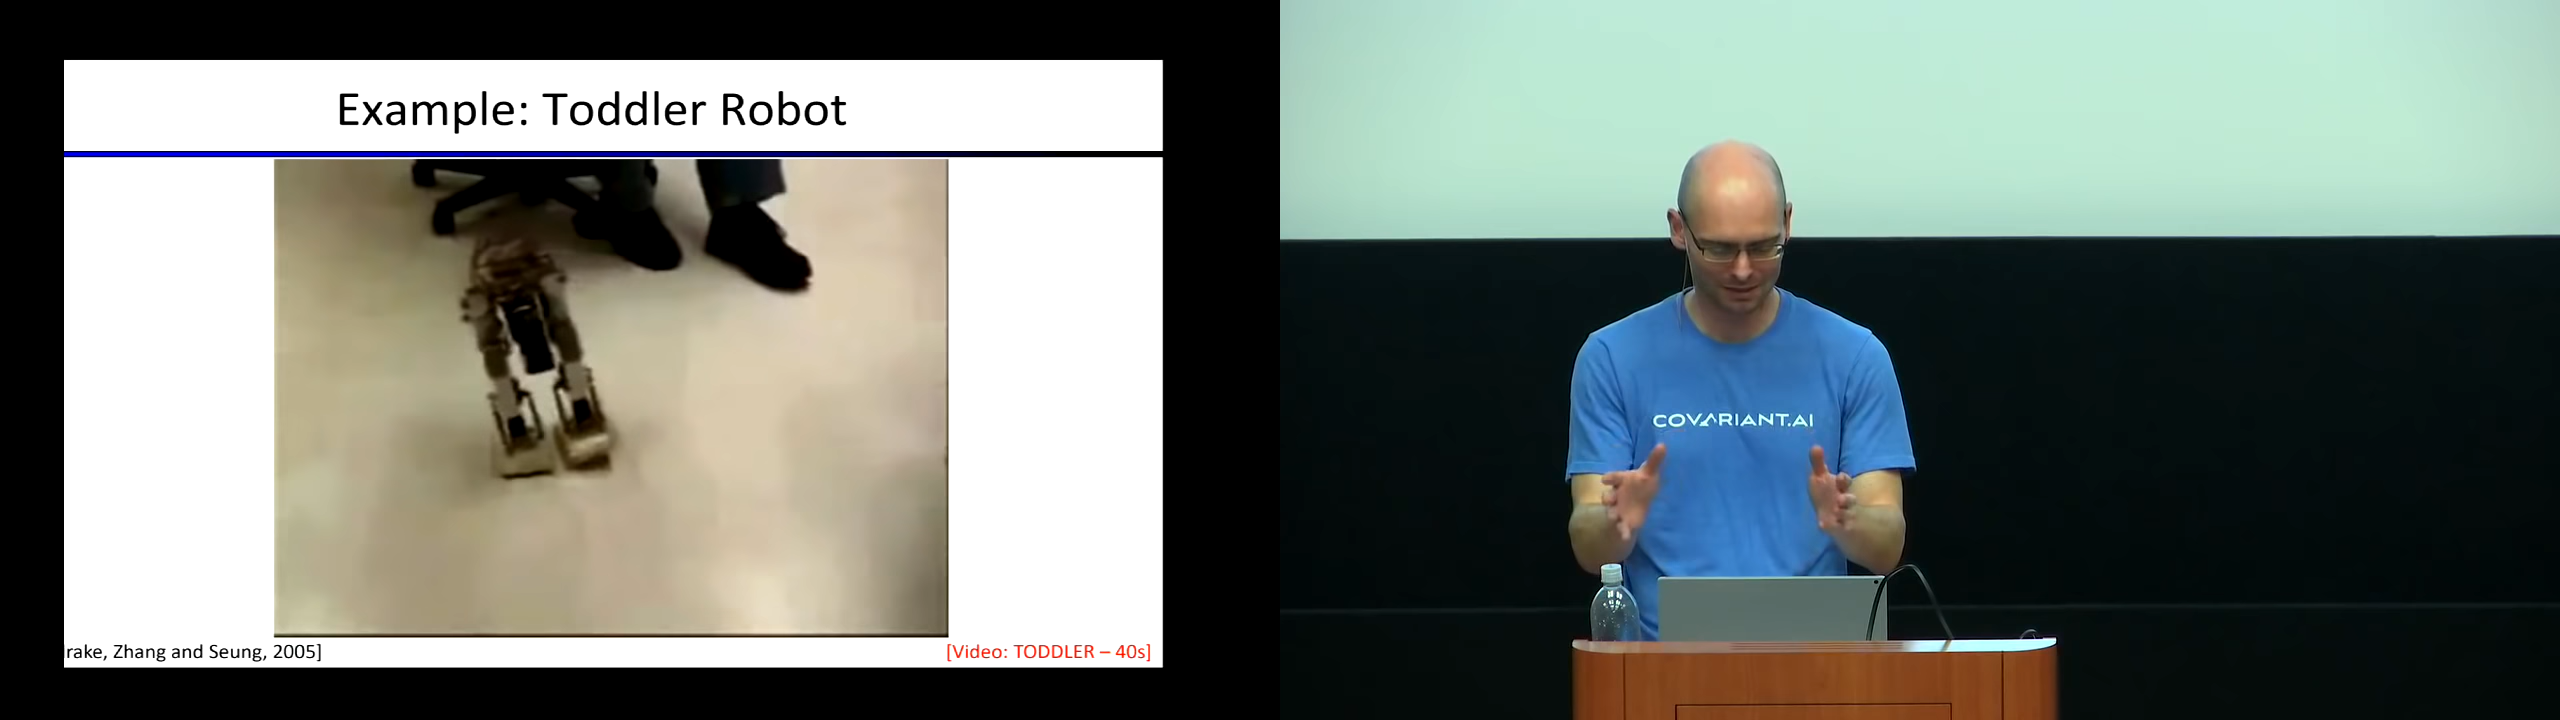 Example: Toddler Robot
rake, Zhang and Seung, 2005]
[Video: TODDLER – 40s]
COVARIANT.AI